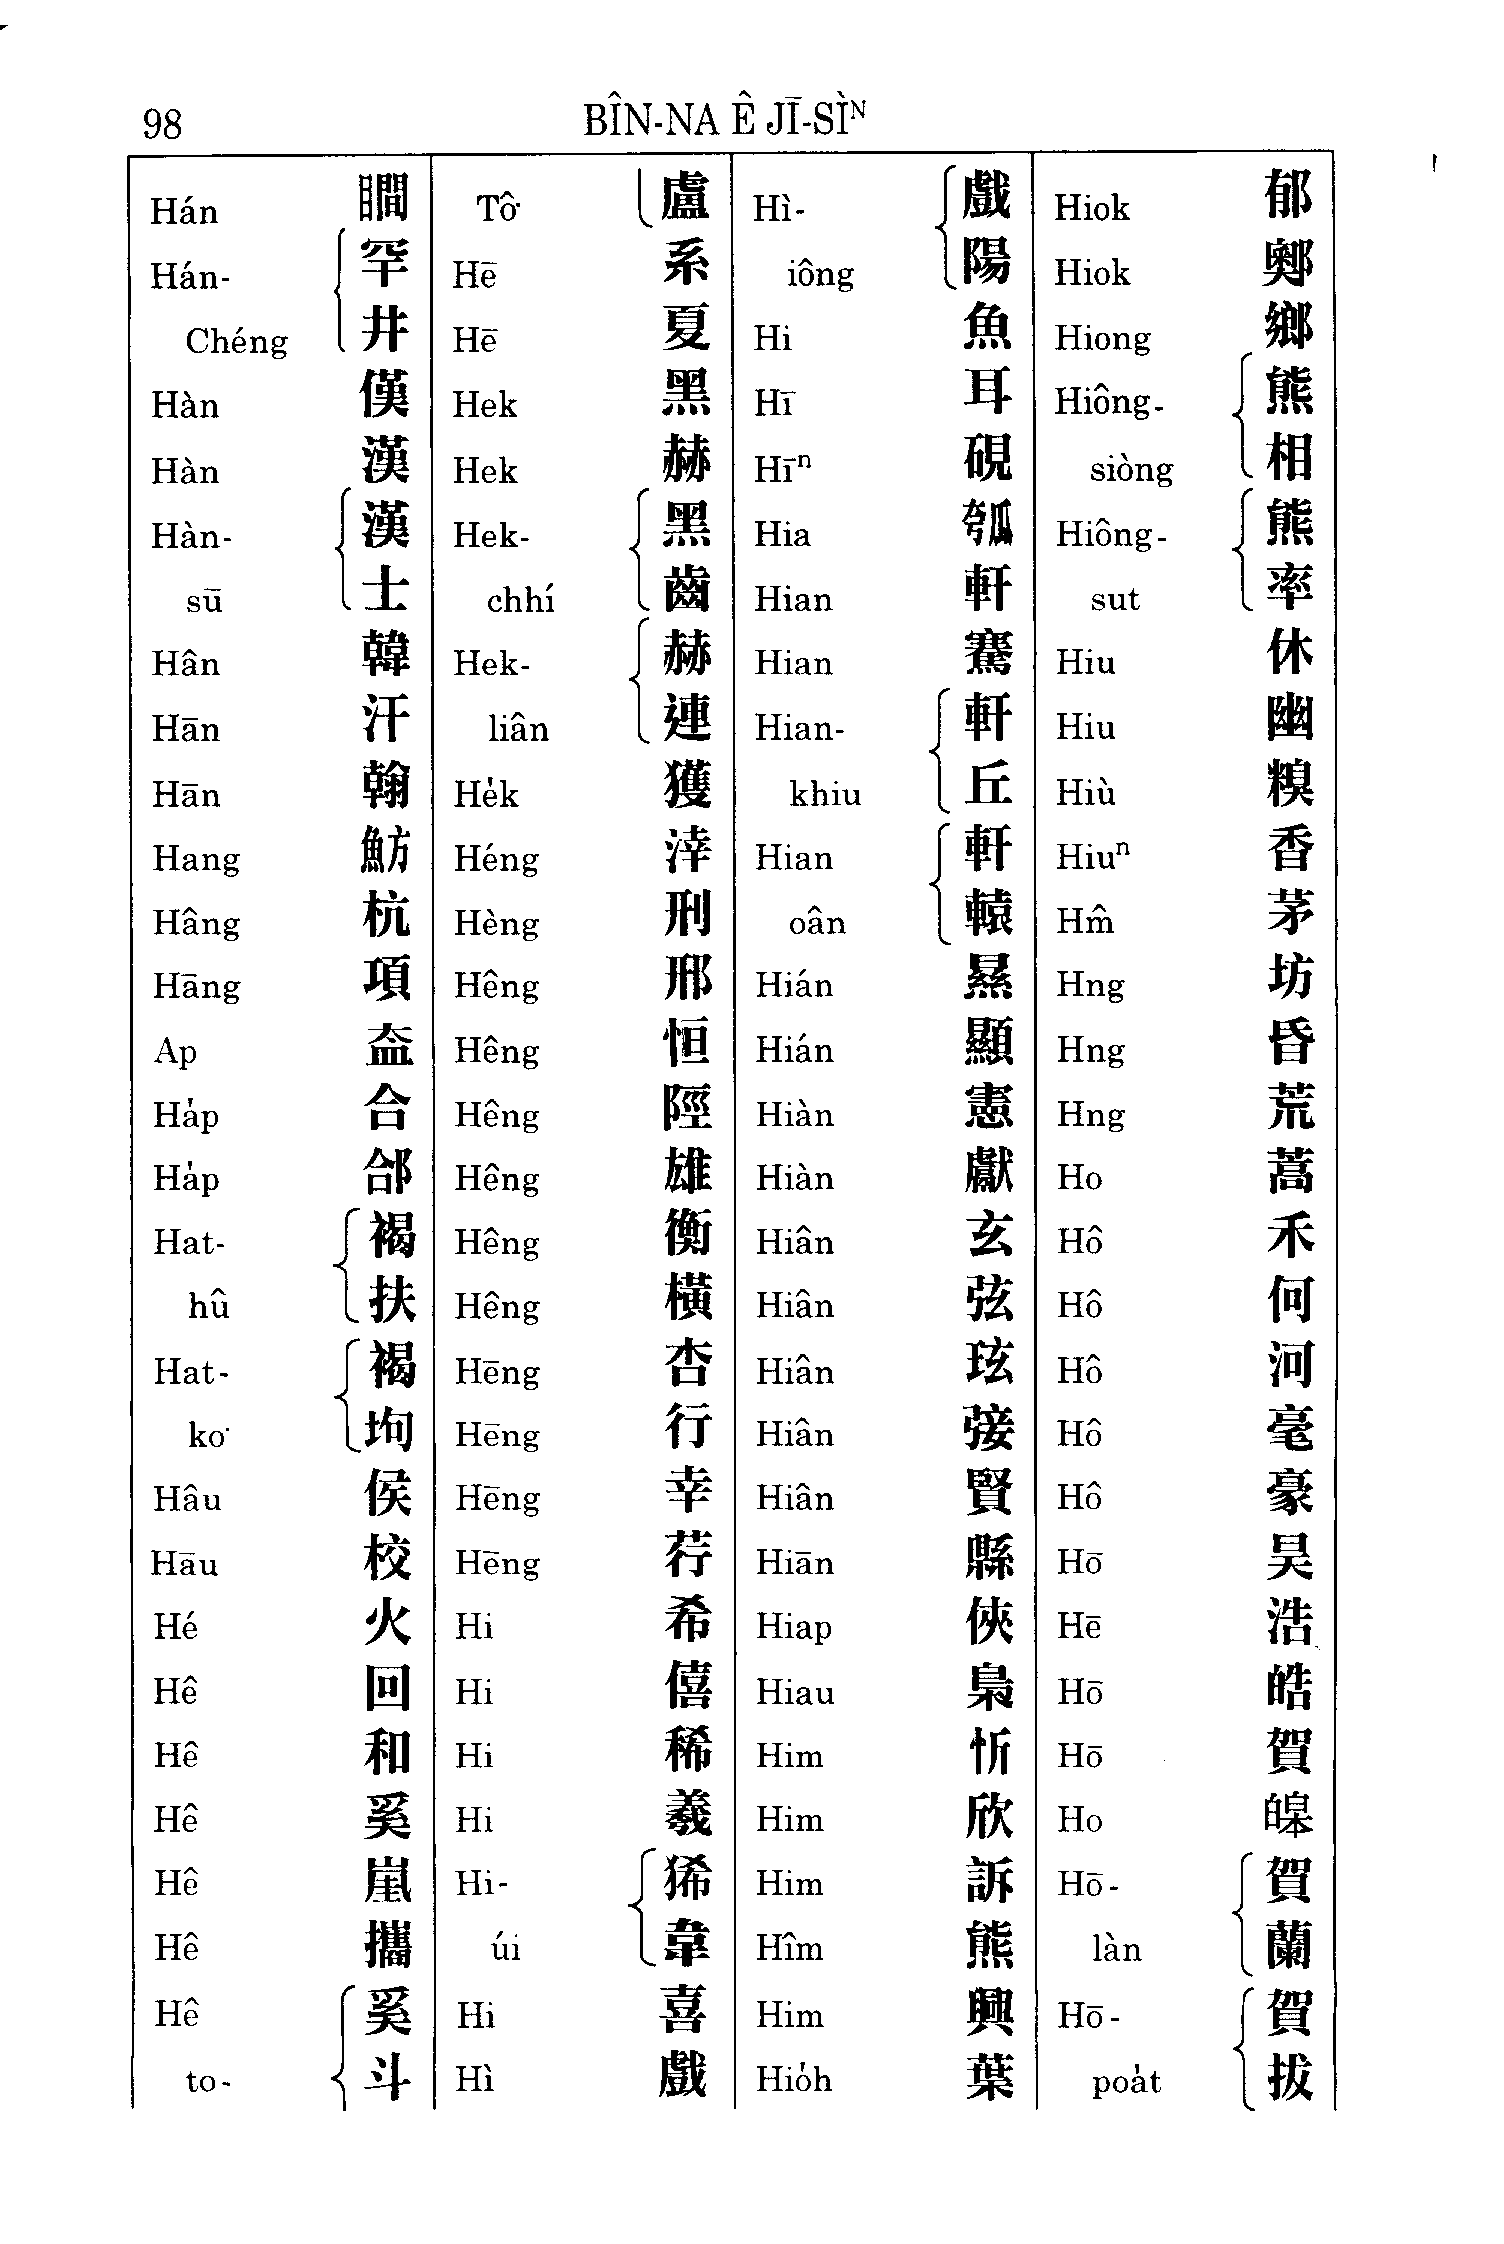 98
BÎN-NA Ê JĪ-SÌᴺ
Hán 瞯
Hán- 罕
Chéng 井
Hàn 傼
Hàn 漢
Hàn- 漢
sū 士
Hân 韓
Hān 汗
Hān 翰
Hang 魴
Hâng 杭
Hāng 項
Ap 盍
Ha̍p 合
Ha̍p 郃
Hat- 褐
hû 扶
Hat- 褐
ko͘ 坸
Hâu 侯
Hāu 校
Hé 火
Hê 回
Hê 和
Hê 奚
Hê
Hê 攜
Hê 奚
to- 斗
Tô͘ 盧
Hē 系
Hē 夏
Hek 黑
Hek 赫
Hek- 黑
chhí 齒
Hek- 赫
liân 連
He̍k 獲
Héng 涬
Hèng 刑
Hêng 邢
Hêng 恒
Hêng 陘
Hêng 雄
Hêng 衡
Hêng 橫
Hēng 杏
Hēng 行
Hēng 幸
Hēng 荇
Hi 希
Hi 僖
Hi 稀
Hi 羲
Hi- 狶
úi 韋
Hi 喜
Hì 戲
Hì- 戲
iông 陽
Hi 魚
Hī 耳
Hīⁿ 硯
Hia 瓠
Hian 軒
Hian 騫
Hian- 軒
khiu 丘
Hian 軒
oân 轅
Hián 㬎
Hián 顯
Hiàn 憲
Hiàn 獻
Hiân 玄
Hiân 弦
Hiân 玹
Hiân
Hiân 賢
Hiān 縣
Hiap 俠
Hiau 梟
Him 忻
Him 欣
Him 訢
Hîm 熊
Him 興
Hio̍h 葉
Hiok 郁
Hiok 鄓
Hiong 鄉
Hiông- 熊
siòng 相
Hiông- 熊
sut 率
Hiu 休
Hiu 幽
Hiù 糗
Hiuⁿ 香
Hm̂ 茅
Hng 坊
Hng 昏
Hng 荒
Ho 蒿
Hô 禾
Hô 何
Hô 河
Hô 毫
Hô 豪
Hō 昊
Hē 浩
Hō 皓
Hō 賀
Ho 皞
Hō- 賀
làn 蘭
Hō- 賀
poa̍t 拔